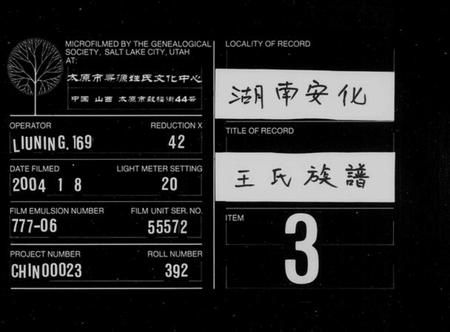 MICROFILMED BY THE GENEALOGICAL
SOCIETY, SALT LAKE CITY, UTAH
AT:
太原市寻源姓氏文化中心
中国 山西 太原市鼓楼街44号
OPERATOR
REDUCTION X
LIUNING.169
42
DATE FILMED
LIGHT METER SETTING
2004 1 8
20
FILM EMULSION NUMBER
FILM UNIT SER. NO.
777-06
55572
PROJECT NUMBER
ROLL NUMBER
CHIN00023
392
LOCALITY OF RECORD
湖南安化
TITLE OF RECORD
王氏族譜
ITEM
3